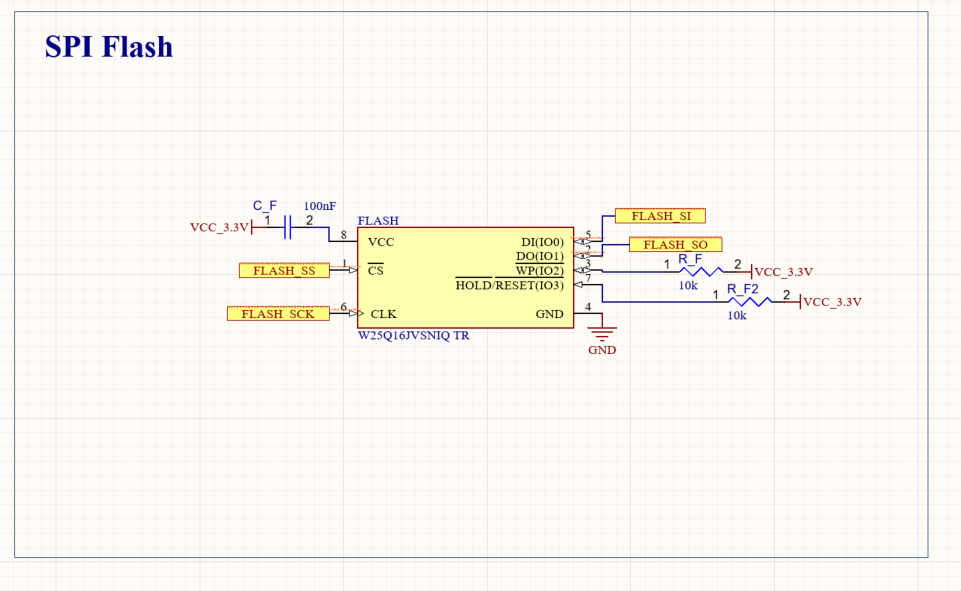 SPI Flash
C_F 100nF
VCC_3.3V 1 2
FLASH
8 VCC
FLASH_SS 1 CS
FLASH_SCK 6 CLK
DI(IO0) 5 FLASH_SI
DO(IO1) 2 FLASH_SO
WP(IO2) 3
HOLD/RESET(IO3) 7
GND 4
R_F
1 2 VCC_3.3V
10k
R_F2
1 2 VCC_3.3V
10k
W25Q16JVSNIQ TR
GND